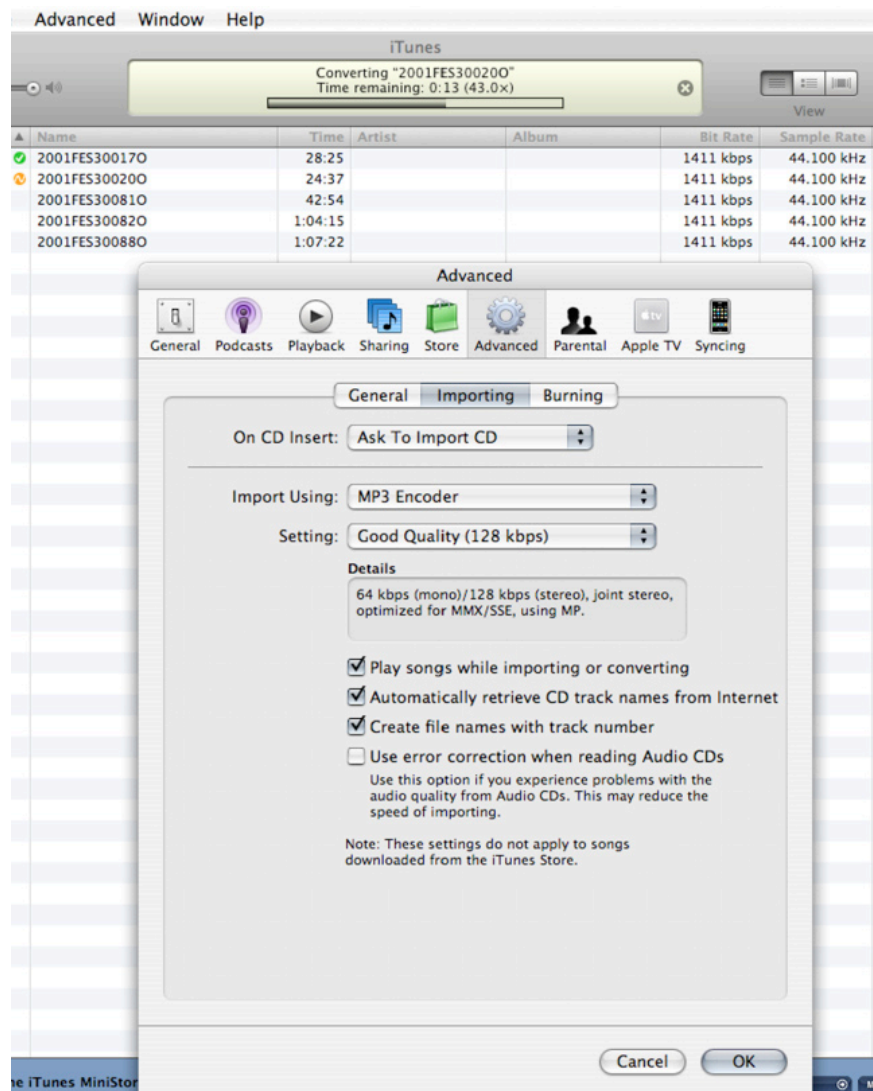 Advanced Window Help
iTunes
Converting "2001FES30020O"
Time remaining: 0:13 (43.0×)
View
Name Time Artist Album Bit Rate Sample Rate
2001FES30017O 28:25 1411 kbps 44.100 kHz
2001FES30020O 24:37 1411 kbps 44.100 kHz
2001FES30081O 42:54 1411 kbps 44.100 kHz
2001FES30082O 1:04:15 1411 kbps 44.100 kHz
2001FES30088O 1:07:22 1411 kbps 44.100 kHz
Advanced
General Podcasts Playback Sharing Store Advanced Parental Apple TV Syncing
General Importing Burning
On CD Insert: Ask To Import CD
Import Using: MP3 Encoder
Setting: Good Quality (128 kbps)
Details
64 kbps (mono)/128 kbps (stereo), joint stereo,
optimized for MMX/SSE, using MP.
Play songs while importing or converting
Automatically retrieve CD track names from Internet
Create file names with track number
Use error correction when reading Audio CDs
Use this option if you experience problems with the
audio quality from Audio CDs. This may reduce the
speed of importing.
Note: These settings do not apply to songs
downloaded from the iTunes Store.
Cancel OK
he iTunes MiniStor